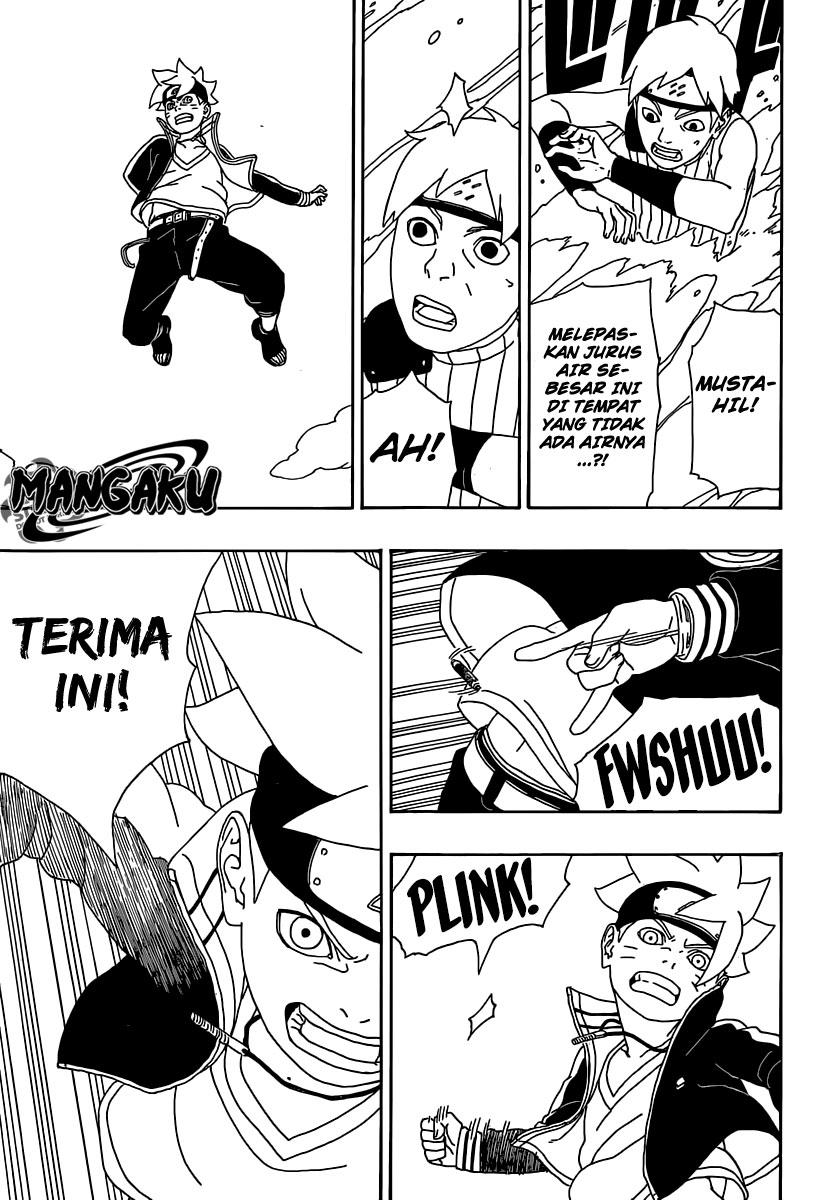 MUSTA-
HIL!
MELEPAS-
KAN JURUS
AIR SE-
BESAR INI
DI TEMPAT
YANG TIDAK
ADA AIRNYA
...?!
AH!
MANGAKU
FWSHUU!
PLINK!
TERIMA
INI!